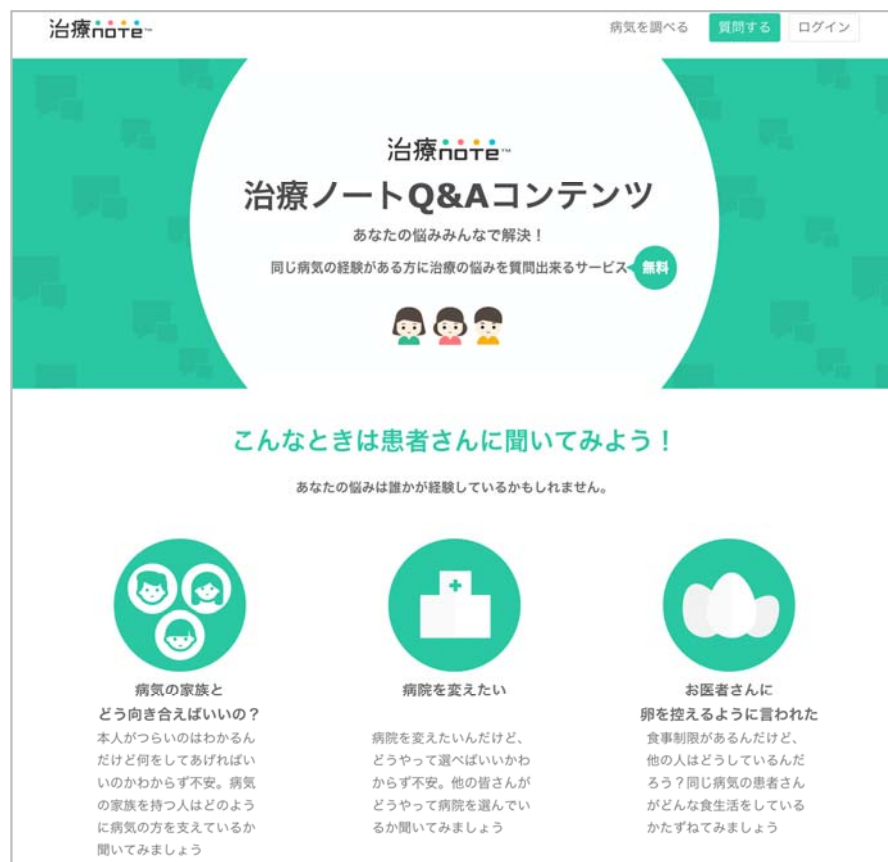 治療note™
病気を調べる
質問する
ログイン
治療note™
治療ノートQ&Aコンテンツ
あなたの悩みみんなで解決！
同じ病気の経験がある方に治療の悩みを質問出来るサービス
無料
こんなときは患者さんに聞いてみよう！
あなたの悩みは誰かが経験しているかもしれません。
病気の家族と
どう向き合えばいいの？
本人がつらいのはわかるん
だけど何をしてあげればい
いのかわからず不安。病気
の家族を持つ人はどのよう
に病気の方を支えているか
聞いてみましょう
病院を変えたい
病院を変えたいんだけど、
どうやって選べばいいかわ
からず不安。他の皆さんが
どうやって病院を選んでい
るか聞いてみましょう
お医者さんに
卵を控えるように言われた
食事制限があるんだけど、
他の人はどうしているんだ
ろう？同じ病気の患者さん
がどんな食生活をしている
かたずねてみましょう